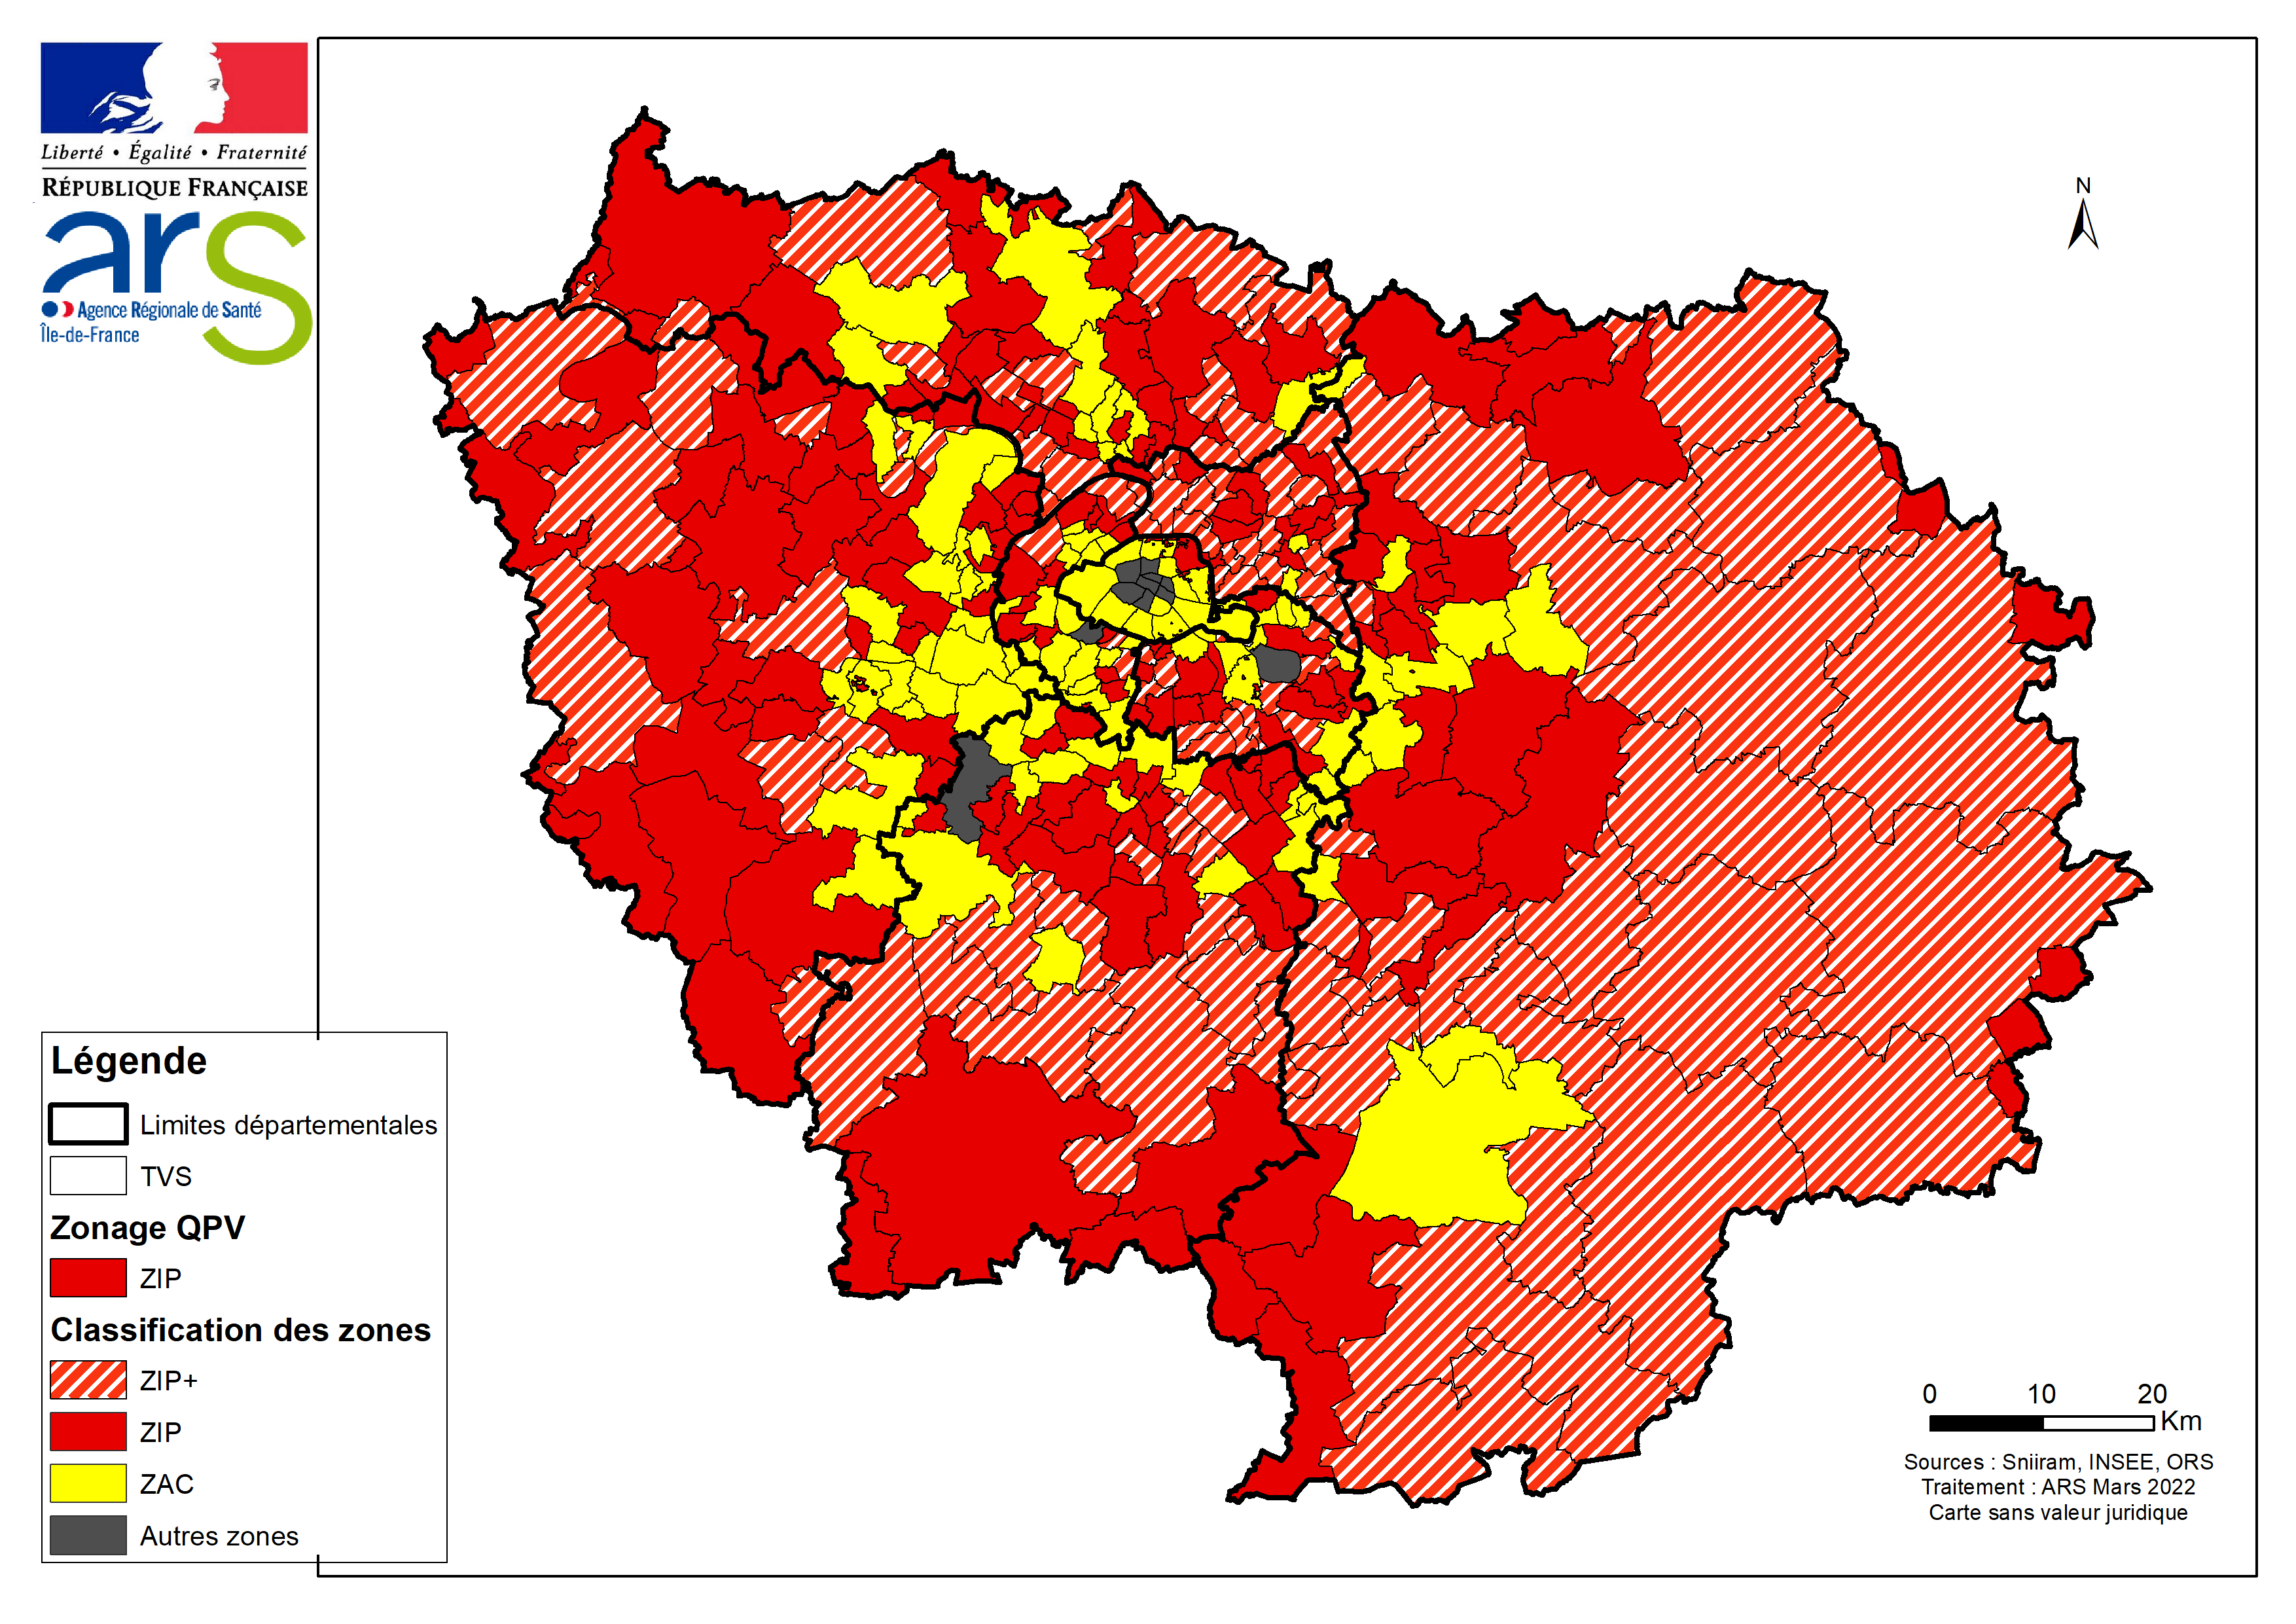 Liberté • Égalité • Fraternité
RÉPUBLIQUE FRANÇAISE
ars
Agence Régionale de Santé
Île-de-France
N
Légende
Limites départementales
TVS
Zonage QPV
ZIP
Classification des zones
ZIP+
ZIP
ZAC
Autres zones
0 10 20
Km
Sources : Sniiram, INSEE, ORS
Traitement : ARS Mars 2022
Carte sans valeur juridique